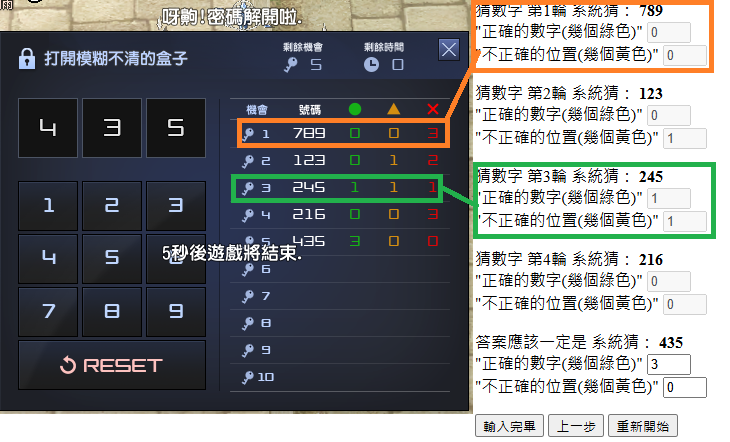 雨
呀齁!密碼解開啦.
打開模糊不清的盒子
剩餘機會
5
剩餘時間
0
4 3 5
1 2 3
4 5 6
7 8 9
RESET
機會 號碼
1 789 0 0 3
2 123 0 1 2
3 245 1 1 1
4 216 0 0 3
5 435 3 0 0
6
7
8
9
10
5秒後遊戲將結束.
猜數字 第1輪 系統猜： 789
"正確的數字(幾個綠色)" 0
"不正確的位置(幾個黃色)" 0
猜數字 第2輪 系統猜： 123
"正確的數字(幾個綠色)" 0
"不正確的位置(幾個黃色)" 1
猜數字 第3輪 系統猜： 245
"正確的數字(幾個綠色)" 1
"不正確的位置(幾個黃色)" 1
猜數字 第4輪 系統猜： 216
"正確的數字(幾個綠色)" 0
"不正確的位置(幾個黃色)" 0
答案應該一定是 系統猜： 435
"正確的數字(幾個綠色)" 3
"不正確的位置(幾個黃色)" 0
輸入完畢 上一步 重新開始